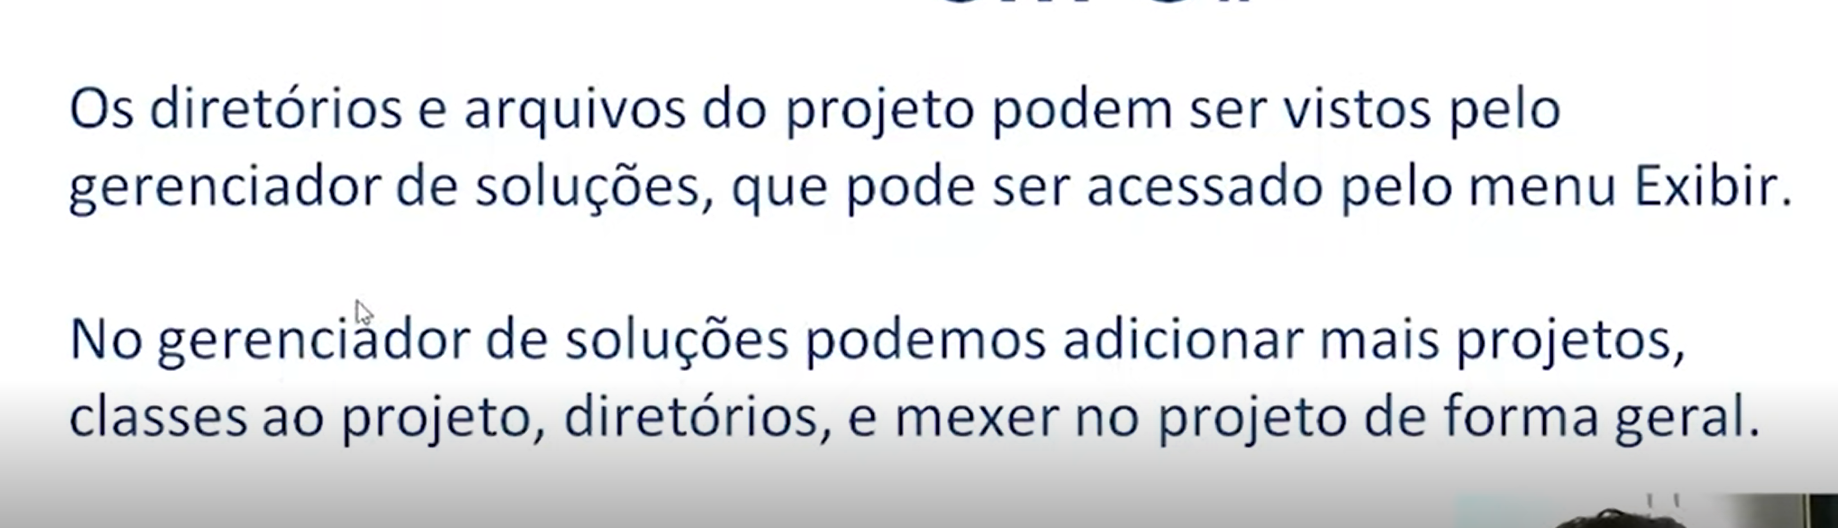 Os diretórios e arquivos do projeto podem ser vistos pelo
gerenciador de soluções, que pode ser acessado pelo menu Exibir.
No gerenciador de soluções podemos adicionar mais projetos,
classes ao projeto, diretórios, e mexer no projeto de forma geral.